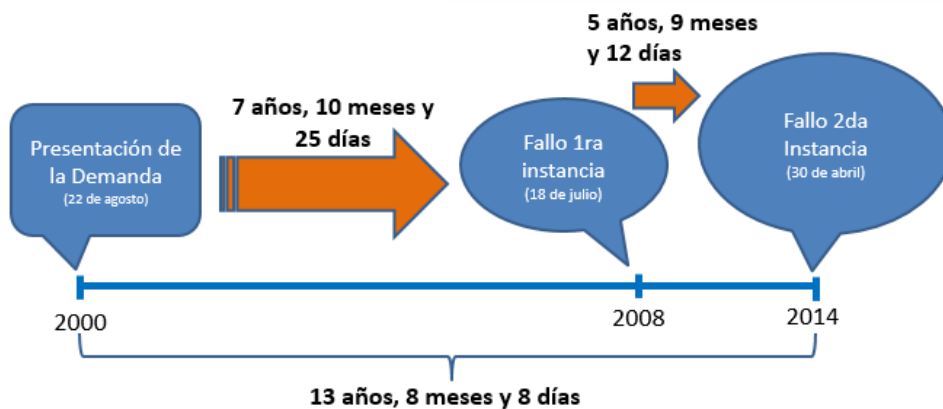 5 años, 9 meses
y 12 días
7 años, 10 meses y
25 días
Presentación de
la Demanda
(22 de agosto)
Fallo 1ra
instancia
(18 de julio)
Fallo 2da
Instancia
(30 de abril)
2000
2008
2014
13 años, 8 meses y 8 días